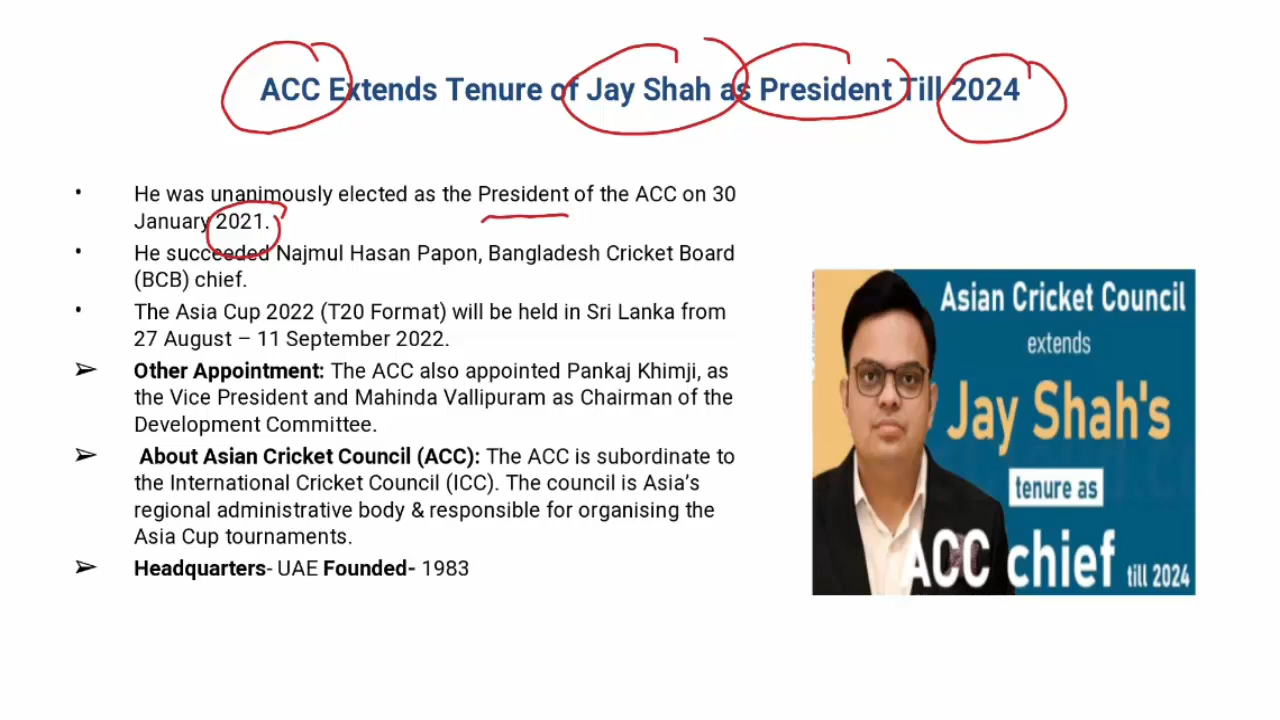 ACC Extends Tenure of Jay Shah as President Till 2024
• He was unanimously elected as the President of the ACC on 30
January 2021.
• He succeeded Najmul Hasan Papon, Bangladesh Cricket Board
(BCB) chief.
• The Asia Cup 2022 (T20 Format) will be held in Sri Lanka from
27 August – 11 September 2022.
➢ Other Appointment: The ACC also appointed Pankaj Khimji, as
the Vice President and Mahinda Vallipuram as Chairman of the
Development Committee.
➢ About Asian Cricket Council (ACC): The ACC is subordinate to
the International Cricket Council (ICC). The council is Asia’s
regional administrative body & responsible for organising the
Asia Cup tournaments.
➢ Headquarters- UAE Founded- 1983
Asian Cricket Council
extends
Jay Shah's
tenure as
ACC chief till 2024